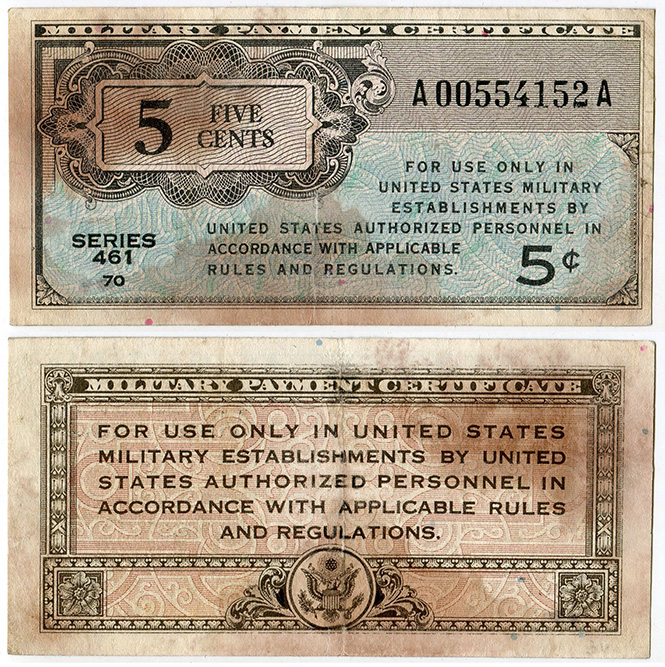 MILITARY PAYMENT CERTIFICATE
A00554152A
5 FIVE
CENTS
FOR USE ONLY IN
UNITED STATES MILITARY
ESTABLISHMENTS BY
UNITED STATES AUTHORIZED PERSONNEL IN
ACCORDANCE WITH APPLICABLE
RULES AND REGULATIONS.
SERIES
461
70
5¢
MILITARY PAYMENT CERTIFICATE
FOR USE ONLY IN UNITED STATES
MILITARY ESTABLISHMENTS BY UNITED
STATES AUTHORIZED PERSONNEL IN
ACCORDANCE WITH APPLICABLE RULES
AND REGULATIONS.